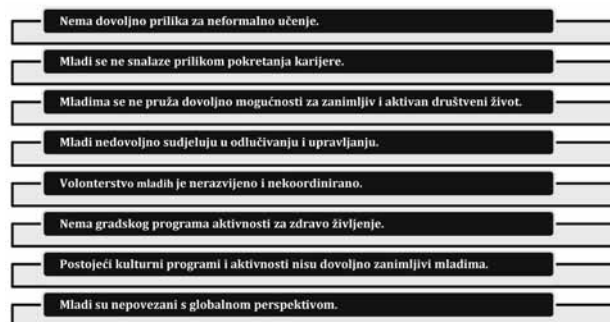 Nema dovoljno prilika za neformalno učenje.
Mladi se ne snalaze prilikom pokretanja karijere.
Mladima se ne pruža dovoljno mogućnosti za zanimljiv i aktivan društveni život.
Mladi nedovoljno sudjeluju u odlučivanju i upravljanju.
Volonterstvo mladih je nerazvijeno i nekoordinirano.
Nema gradskog programa aktivnosti za zdravo življenje.
Postojeći kulturni programi i aktivnosti nisu dovoljno zanimljivi mladima.
Mladi su nepovezani s globalnom perspektivom.